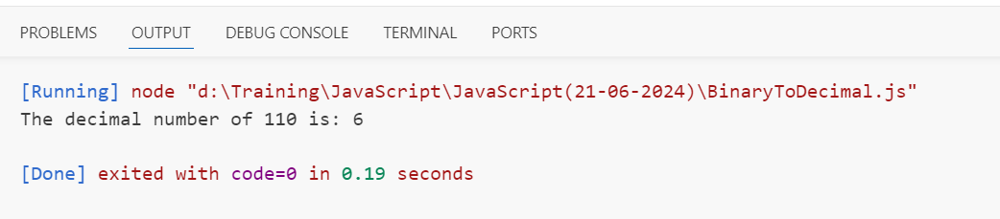 PROBLEMS OUTPUT DEBUG CONSOLE TERMINAL PORTS
[Running] node "d:\Training\JavaScript\JavaScript(21-06-2024)\BinaryToDecimal.js"
The decimal number of 110 is: 6
[Done] exited with code=0 in 0.19 seconds